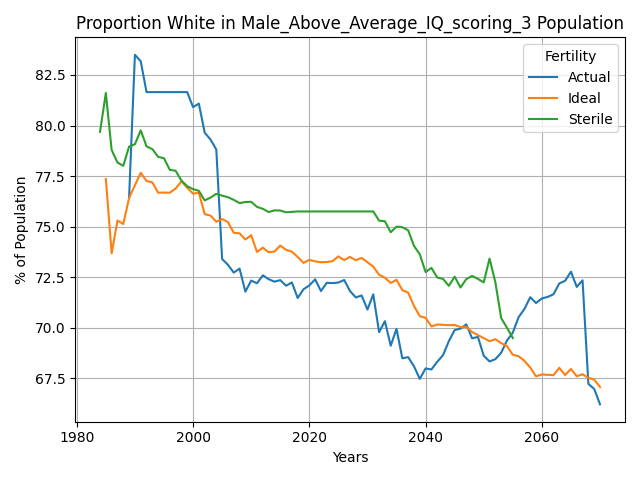 Proportion White in Male_Above_Average_IQ_scoring_3 Population
Fertility
Actual
Ideal
Sterile
% of Population
82.5
80.0
77.5
75.0
72.5
70.0
67.5
1980
2000
2020
2040
2060
Years